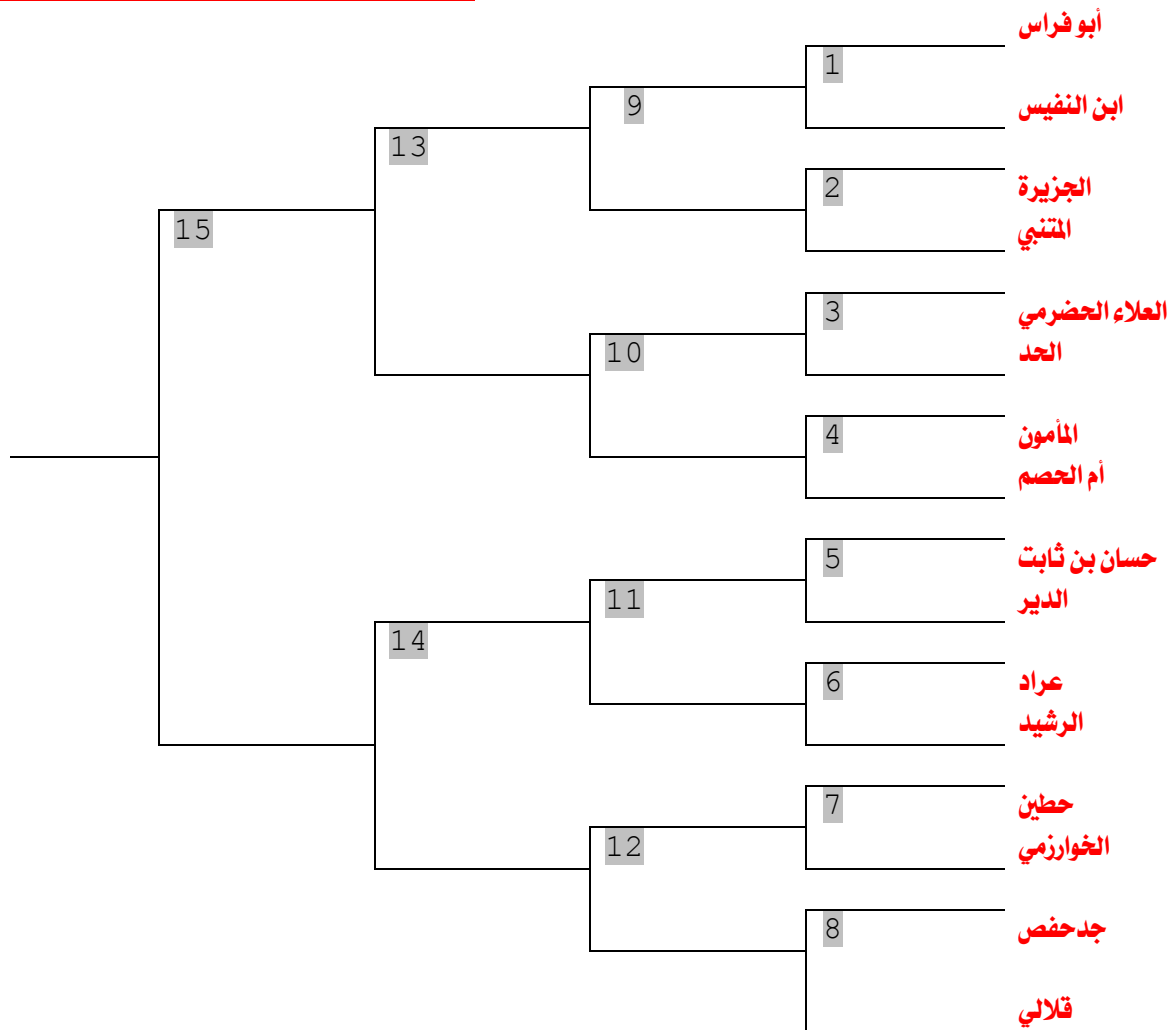 أبو فراس
1
9
ابن النفيس
13
الجزيرة
2
المتنبي
15
العلاء الحضرمي
3
الحد
10
المأمون
4
أم الحصم
حسان بن ثابت
5
الدير
11
14
عراد
6
الرشيد
حطين
7
الخوارزمي
12
جدحفص
8
قلالي